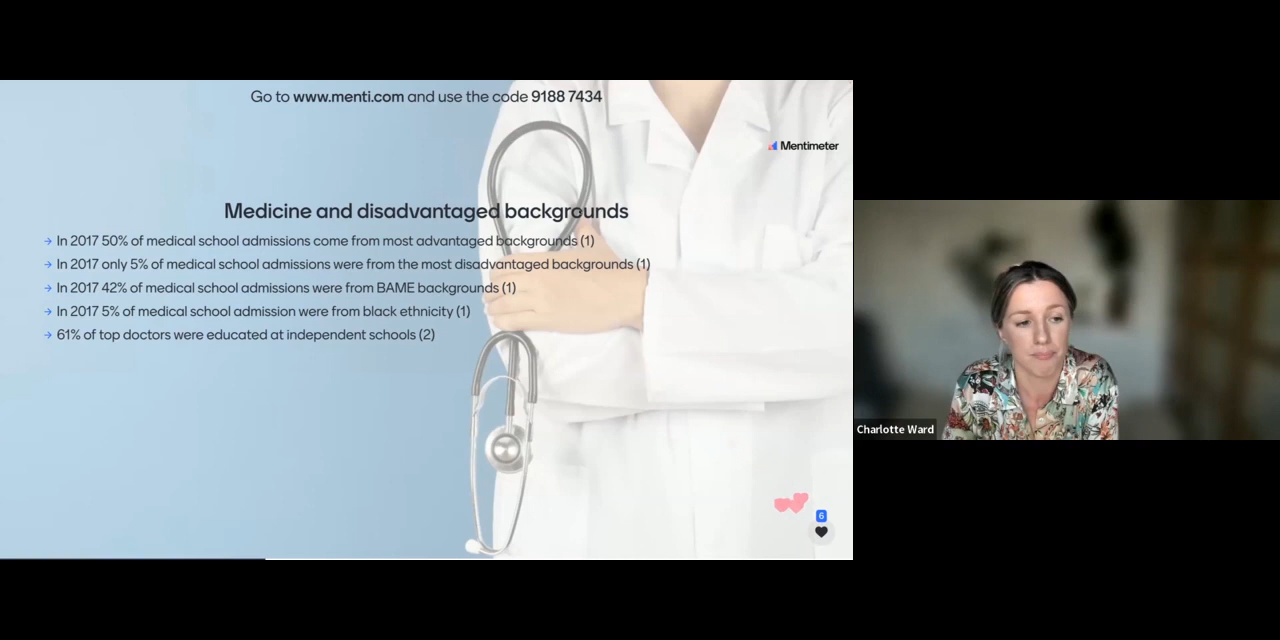 Go to www.menti.com and use the code 9188 7434
Mentimeter
Medicine and disadvantaged backgrounds
→ In 2017 50% of medical school admissions come from most advantaged backgrounds (1)
→ In 2017 only 5% of medical school admissions were from the most disadvantaged backgrounds (1)
→ In 2017 42% of medical school admissions were from BAME backgrounds (1)
→ In 2017 5% of medical school admission were from black ethnicity (1)
→ 61% of top doctors were educated at independent schools (2)
Charlotte Ward
6